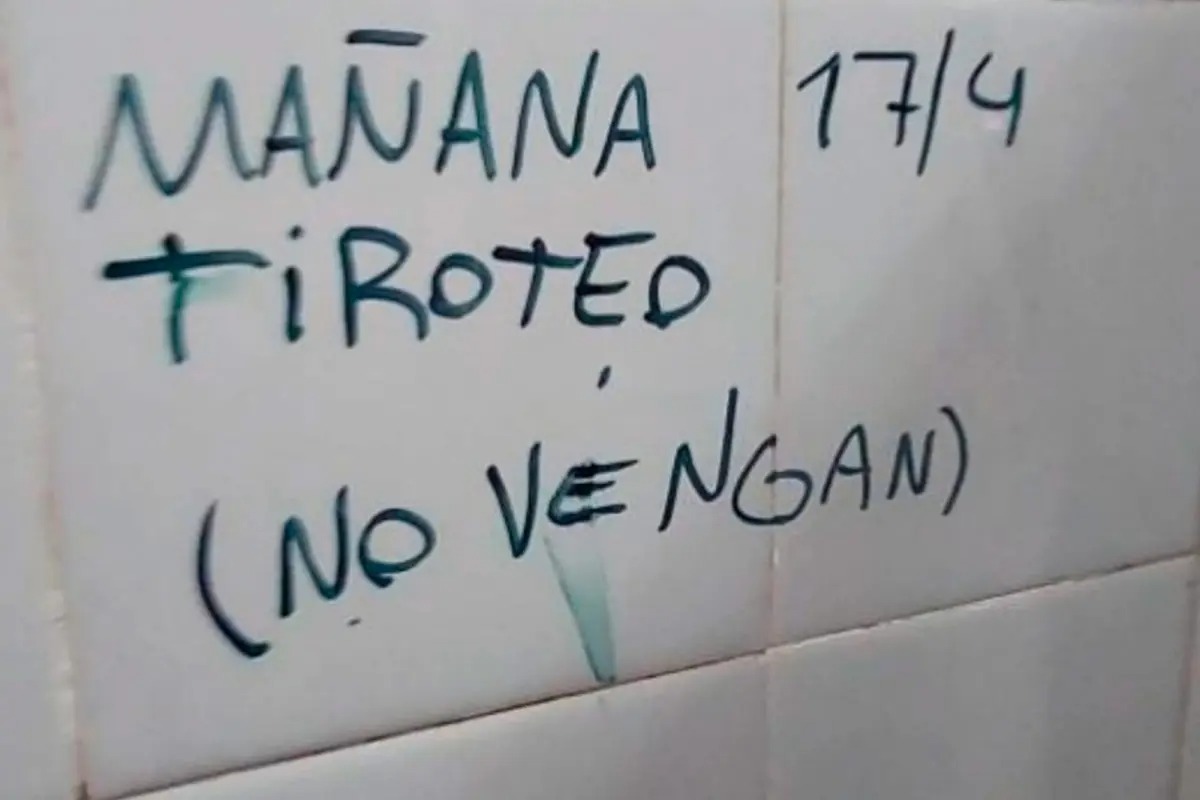 MAÑANA 17/4
TiROTEO
(NO VENGAN)